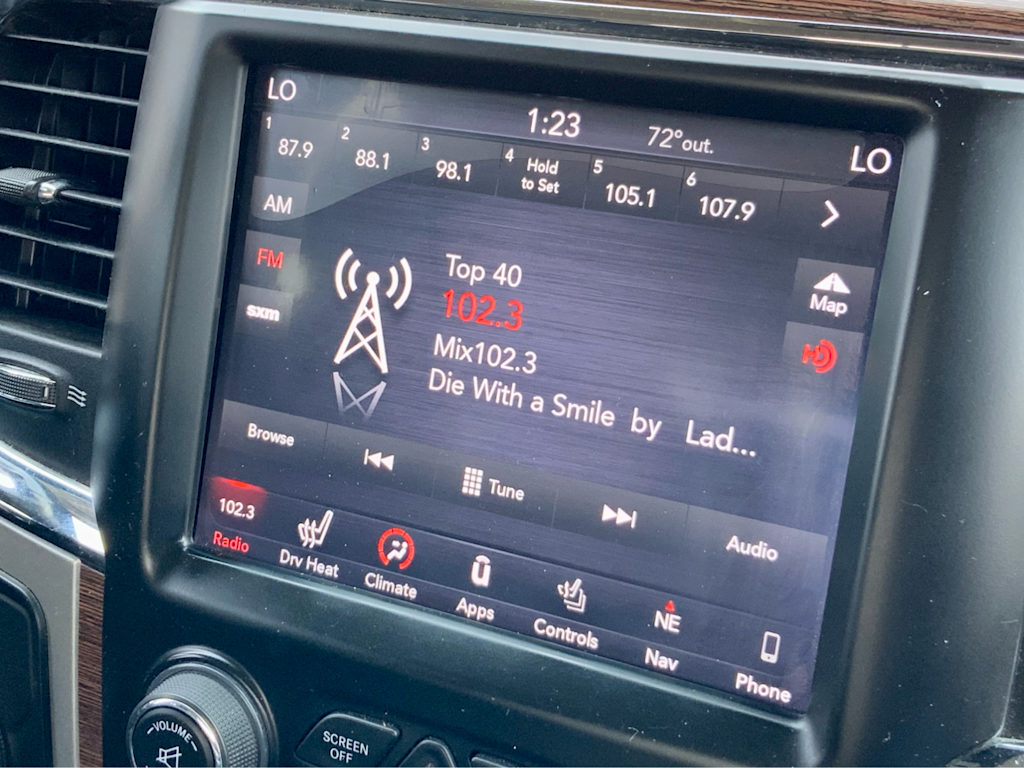 LO 1:23 72° out. LO
1 87.9 2 88.1 3 98.1 4 Hold to Set 5 105.1 6 107.9
AM
FM
sxm
Top 40
102.3
Mix102.3
Die With a Smile by Lad...
Map
Browse Tune Audio
102.3 NE
Radio Drv Heat Climate Apps Controls Nav Phone
VOLUME
SCREEN
OFF